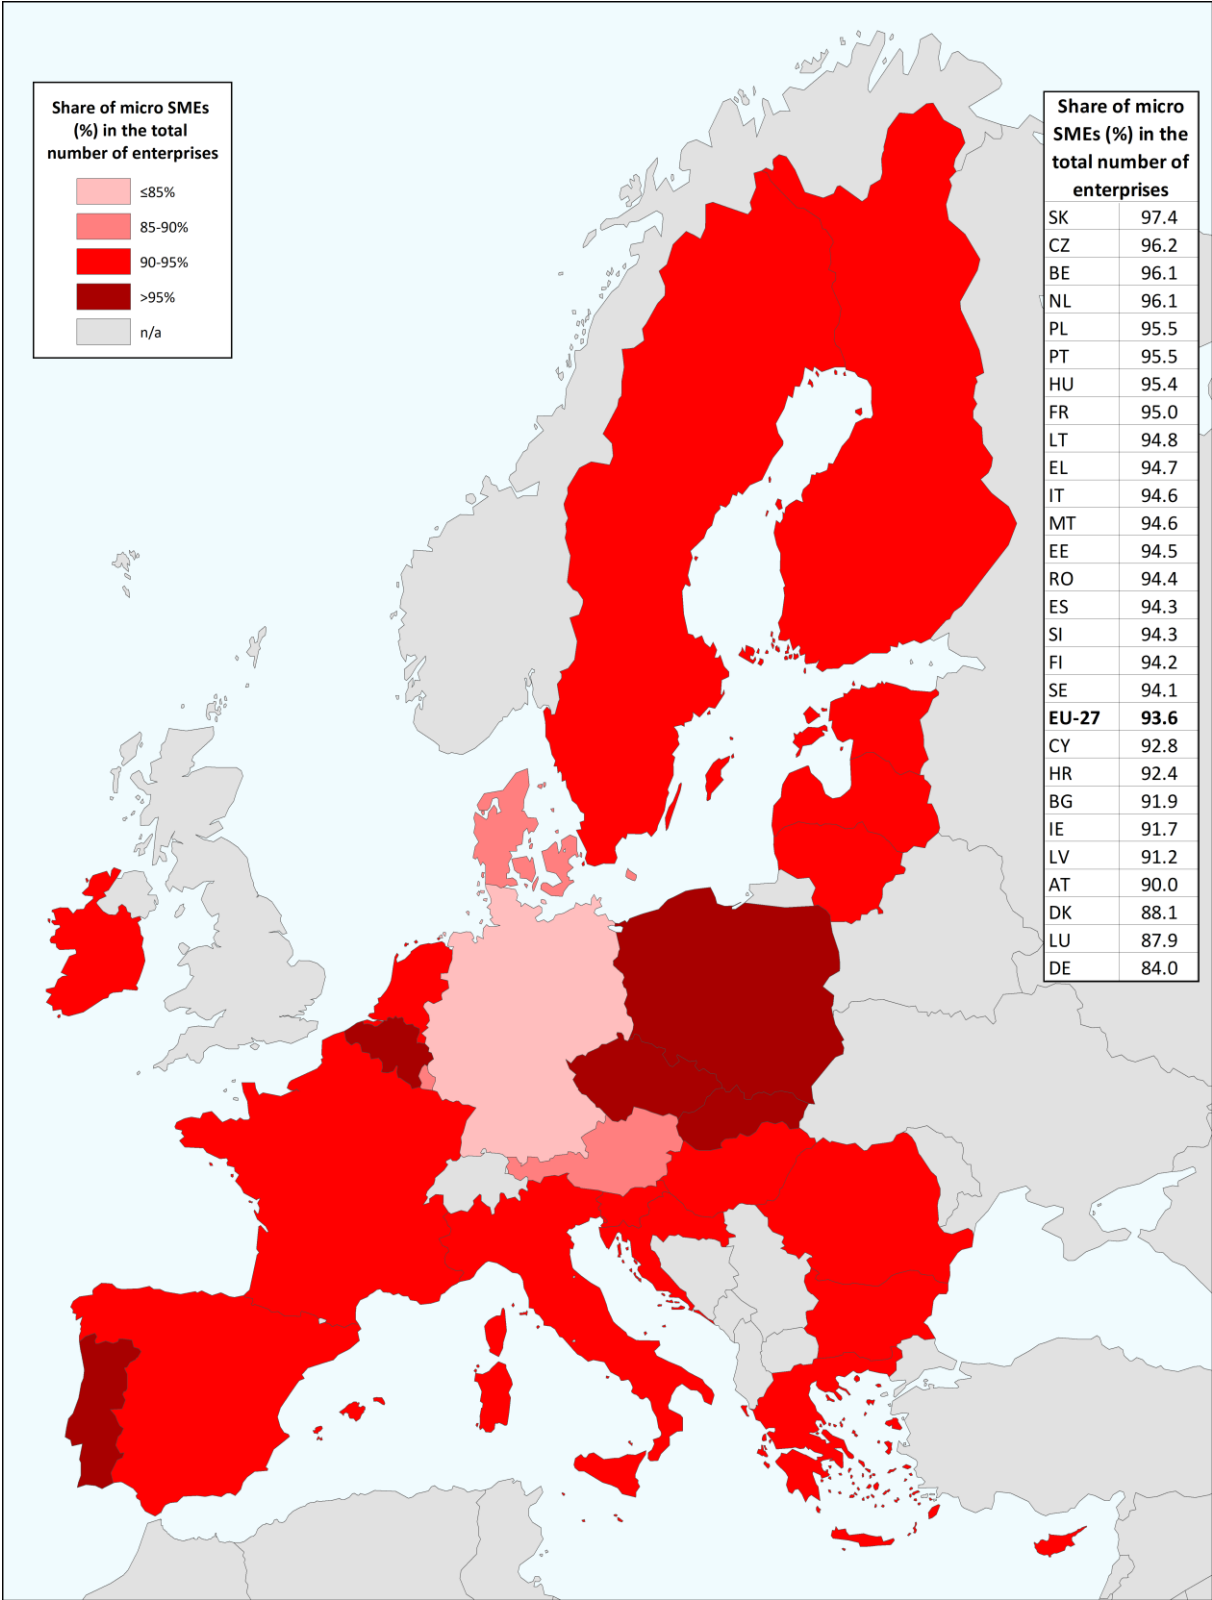 Share of micro SMEs
(%) in the total
number of enterprises
≤85%
85-90%
90-95%
>95%
n/a
Share of micro
SMEs (%) in the
total number of
enterprises
SK 97.4
CZ 96.2
BE 96.1
NL 96.1
PL 95.5
PT 95.5
HU 95.4
FR 95.0
LT 94.8
EL 94.7
IT 94.6
MT 94.6
EE 94.5
RO 94.4
ES 94.3
SI 94.3
FI 94.2
SE 94.1
EU-27 93.6
CY 92.8
HR 92.4
BG 91.9
IE 91.7
LV 91.2
AT 90.0
DK 88.1
LU 87.9
DE 84.0